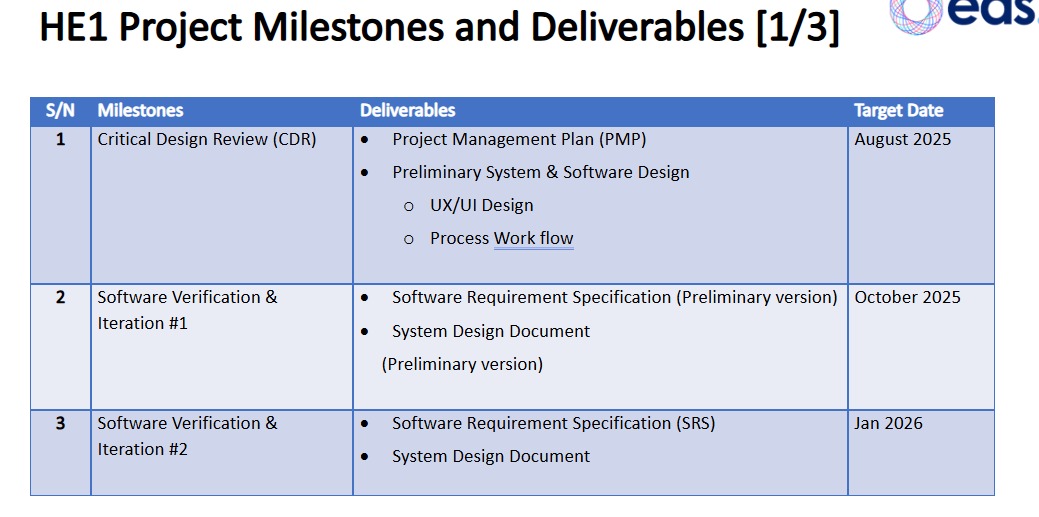 HE1 Project Milestones and Deliverables [1/3]
eas
S/N Milestones Deliverables Target Date
1 Critical Design Review (CDR) • Project Management Plan (PMP) August 2025
• Preliminary System & Software Design
o UX/UI Design
o Process Work flow
2 Software Verification & • Software Requirement Specification (Preliminary version) October 2025
Iteration #1 • System Design Document
(Preliminary version)
3 Software Verification & • Software Requirement Specification (SRS) Jan 2026
Iteration #2 • System Design Document